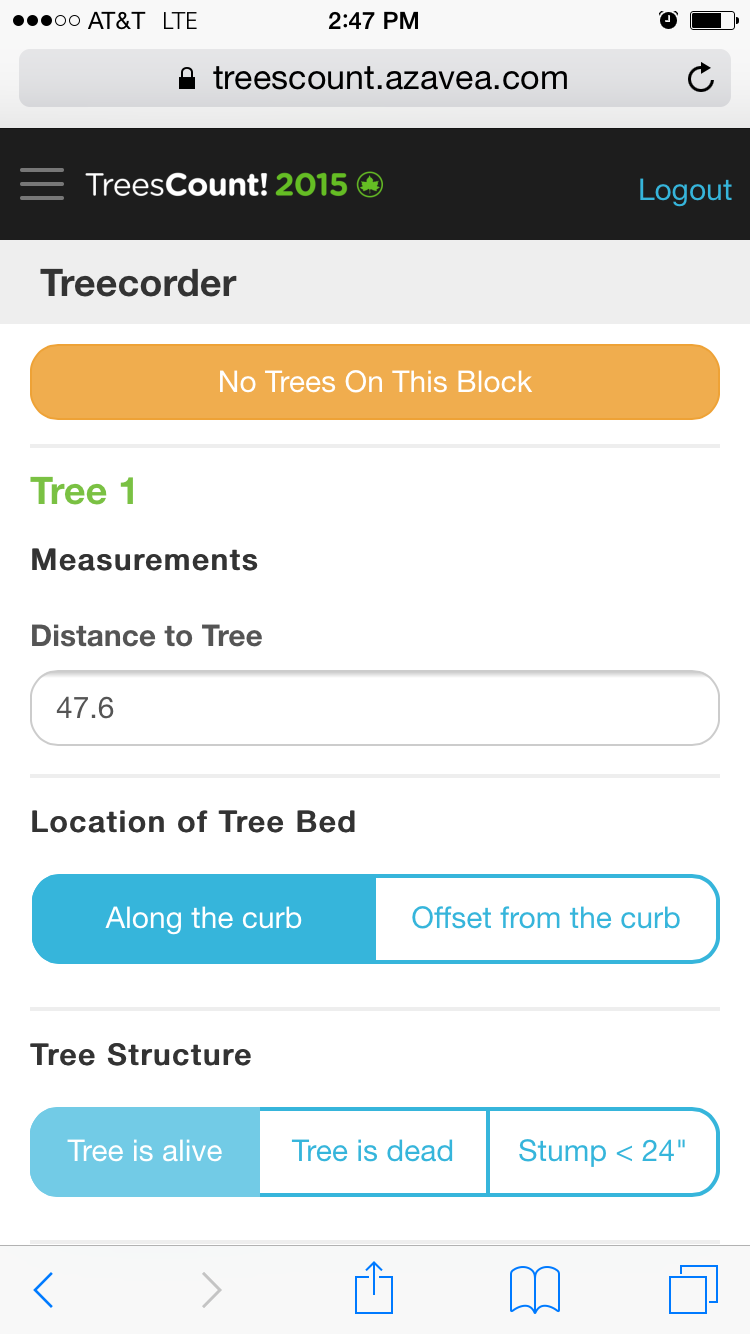 AT&T LTE 2:47 PM
treescount.azavea.com
TreesCount! 2015 Logout
Treecorder
No Trees On This Block
Tree 1
Measurements
Distance to Tree
47.6
Location of Tree Bed
Along the curb Offset from the curb
Tree Structure
Tree is alive Tree is dead Stump < 24"